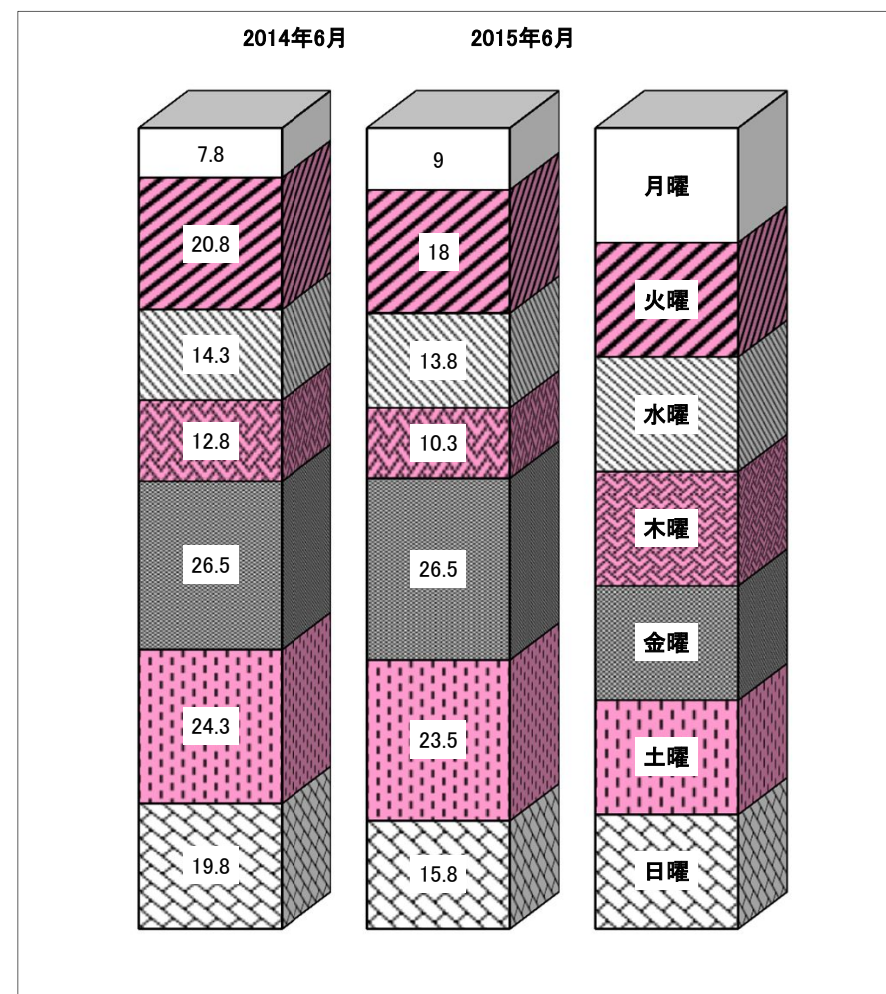 2014年6月 2015年6月
7.8 9 月曜
20.8 18 火曜
14.3 13.8 水曜
12.8 10.3 木曜
26.5 26.5 金曜
24.3 23.5 土曜
19.8 15.8 日曜